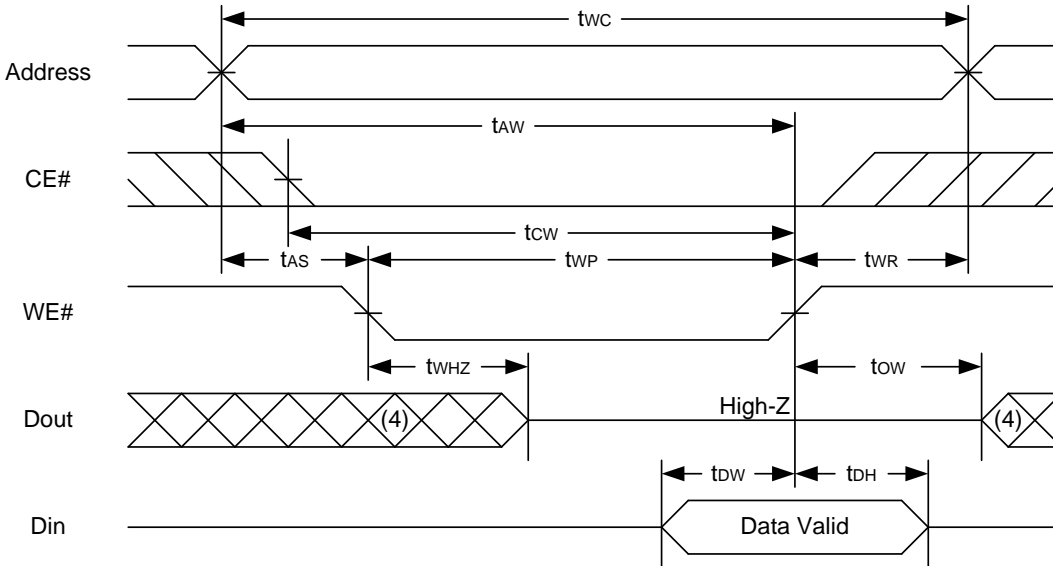 tWC
Address
tAW
CE#
tCW
tAS tWP tWR
WE#
tWHZ tOW
High-Z
Dout (4) (4)
tDW tDH
Din Data Valid